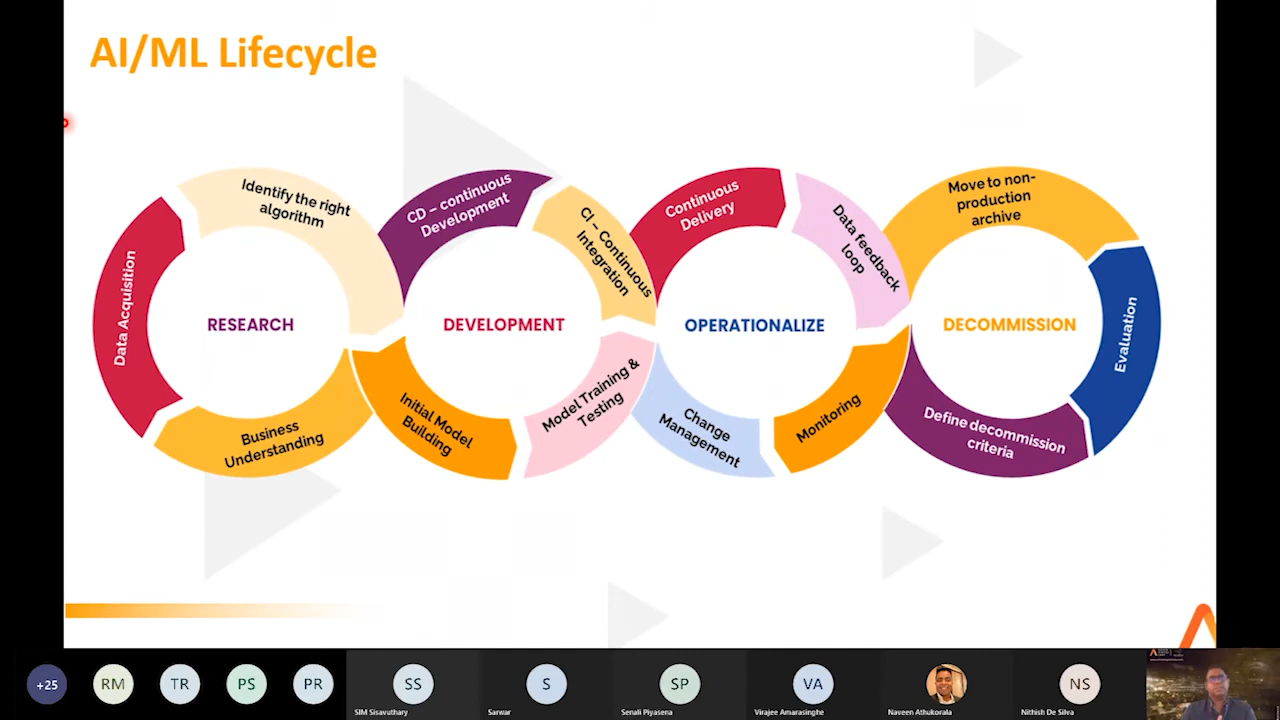 AI/ML Lifecycle
Identify the right
algorithm
Data Acquisition
Business
Understanding
RESEARCH
CD – continuous
Development
CI – Continuous
Integration
Initial Model
Building
Model Training &
Testing
DEVELOPMENT
Continuous
Delivery
Data feedback
loop
Change
Management
Monitoring
OPERATIONALIZE
Move to non-
production
archive
Evaluation
Define decommission
criteria
DECOMMISSION
+25
RM
TR
PS
PR
SS
SIM Sisavuthary
S
Sarwar
SP
Senali Piyasena
VA
Virajee Amarasinghe
Naveen Athukorala
NS
Nithish De Silva